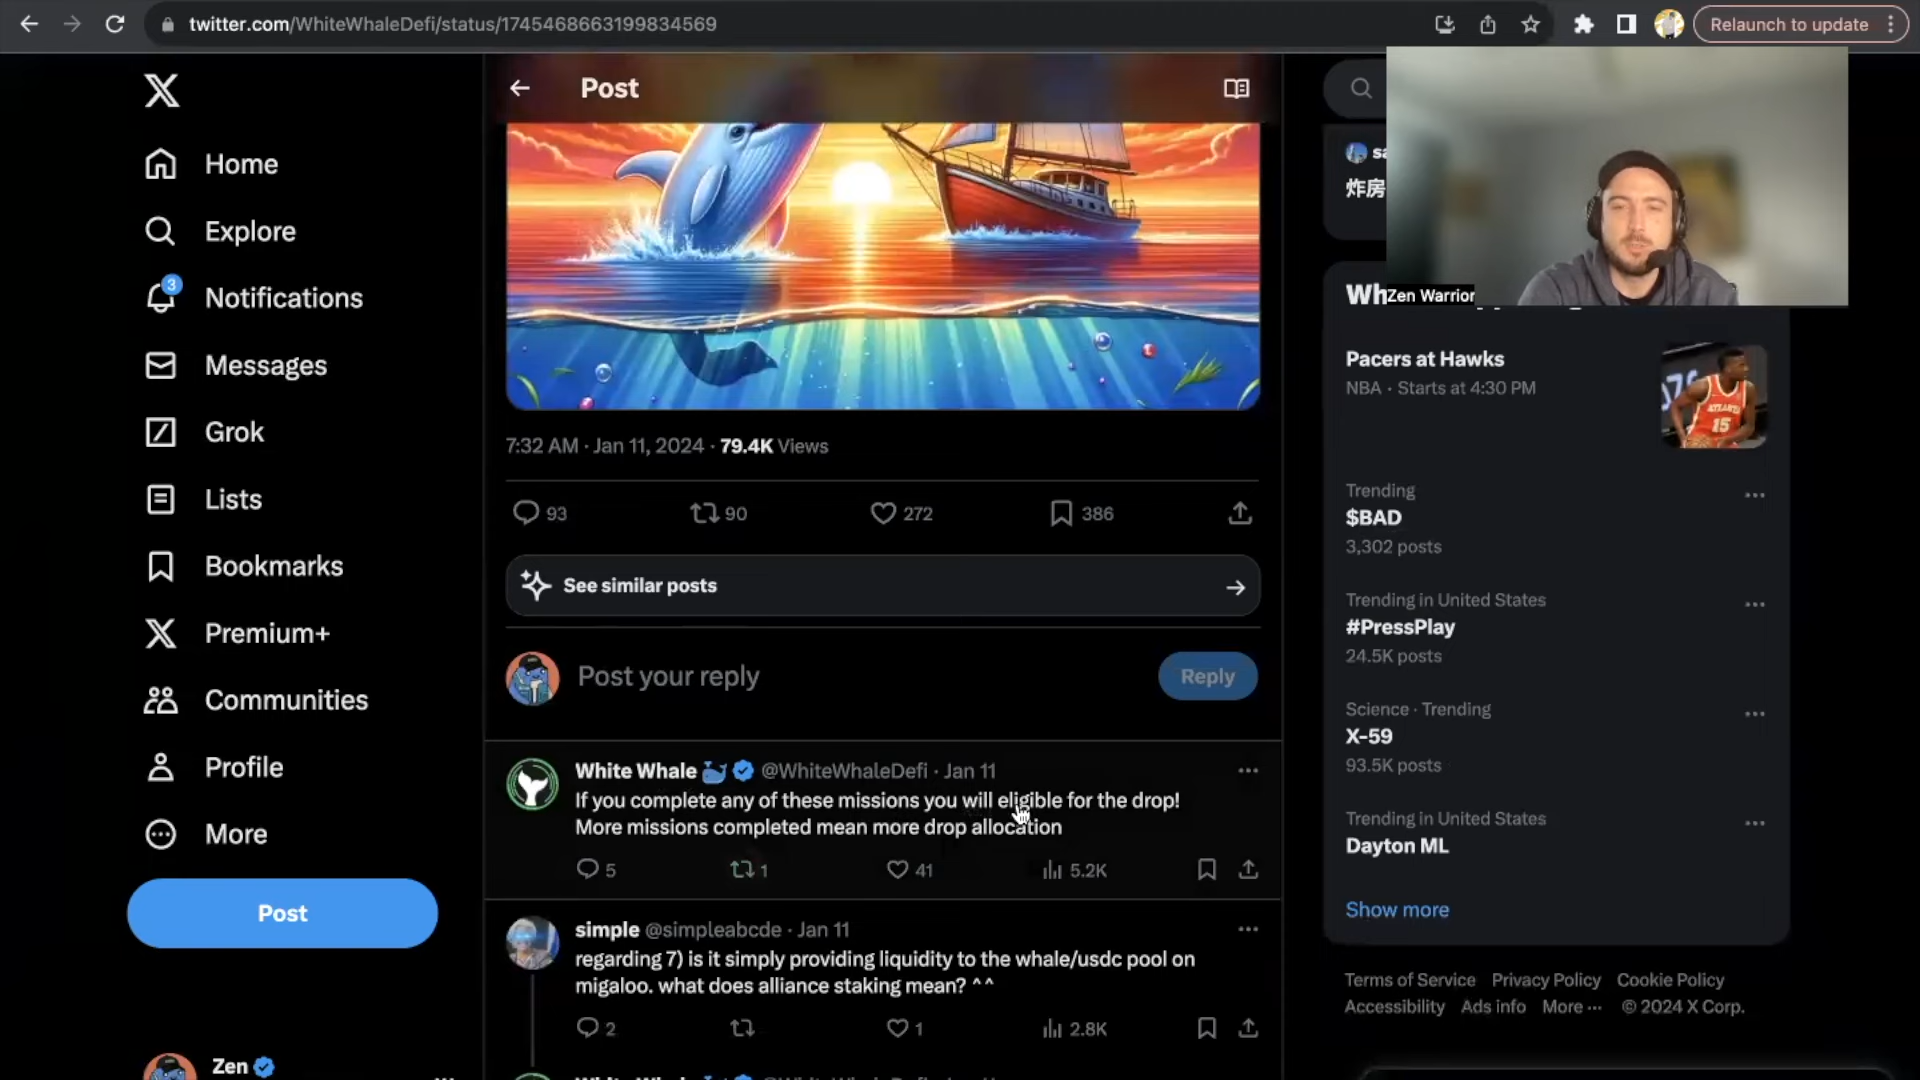 twitter.com/WhiteWhaleDefi/status/1745468663199834569
Relaunch to update
Post
Home
Explore
3
Notifications
Messages
Grok
Lists
Bookmarks
Premium+
Communities
Profile
More
Post
Zen
7:32 AM · Jan 11, 2024 · 79.4K Views
93
90
272
386
See similar posts
Post your reply
Reply
White Whale @WhiteWhaleDefi · Jan 11
If you complete any of these missions you will eligible for the drop!
More missions completed mean more drop allocation
5
1
41
5.2K
simple @simpleabcde · Jan 11
regarding 7) is it simply providing liquidity to the whale/usdc pool on
migaloo. what does alliance staking mean? ^^
2
1
2.8K
炸房
Zen Warrior
Pacers at Hawks
NBA · Starts at 4:30 PM
ATLANTA
15
Trending
$BAD
3,302 posts
Trending in United States
#PressPlay
24.5K posts
Science · Trending
X-59
93.5K posts
Trending in United States
Dayton ML
Show more
Terms of Service Privacy Policy Cookie Policy
Accessibility Ads info More ··· © 2024 X Corp.